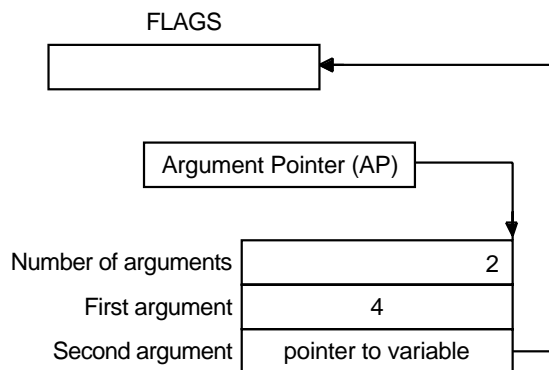 FLAGS
Argument Pointer (AP)
Number of arguments 2
First argument 4
Second argument pointer to variable